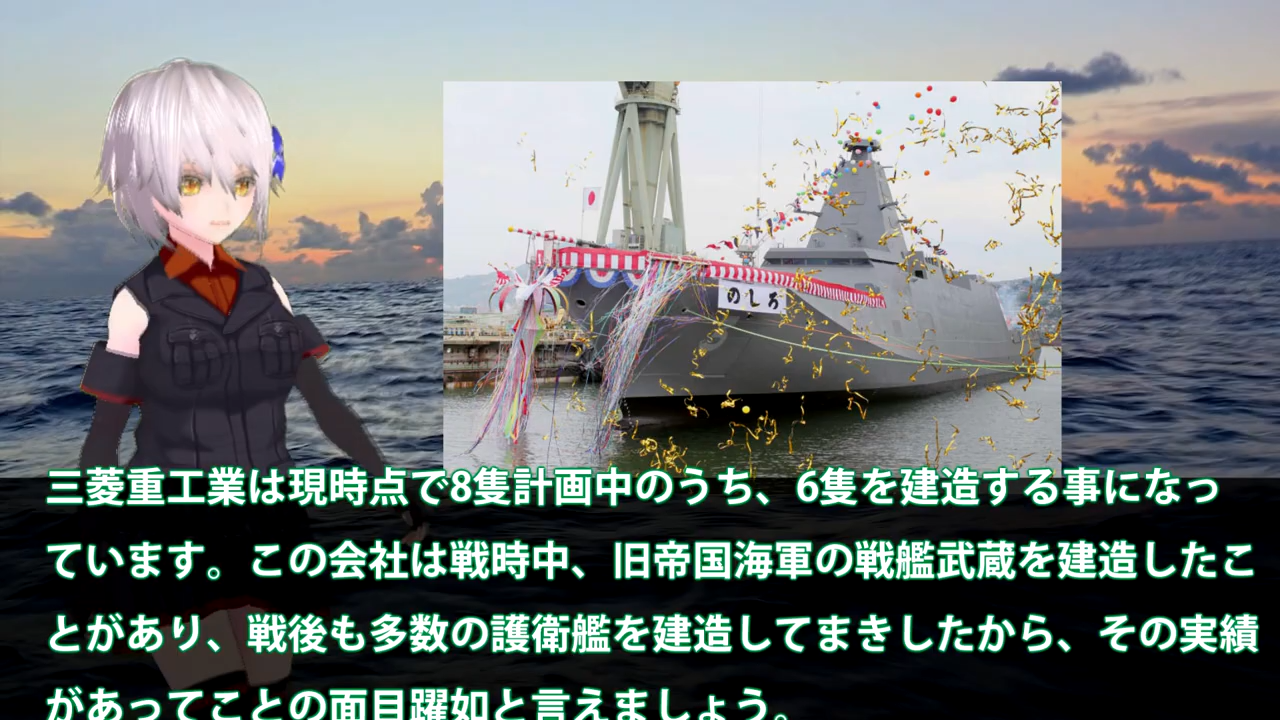 のしろ
三菱重工業は現時点で8隻計画中のうち、6隻を建造する事になっ
ています。この会社は戦時中、旧帝国海軍の戦艦武蔵を建造したこ
とがあり、戦後も多数の護衛艦を建造してまきしたから、その実績
があってことの面目躍如と言えましょう。